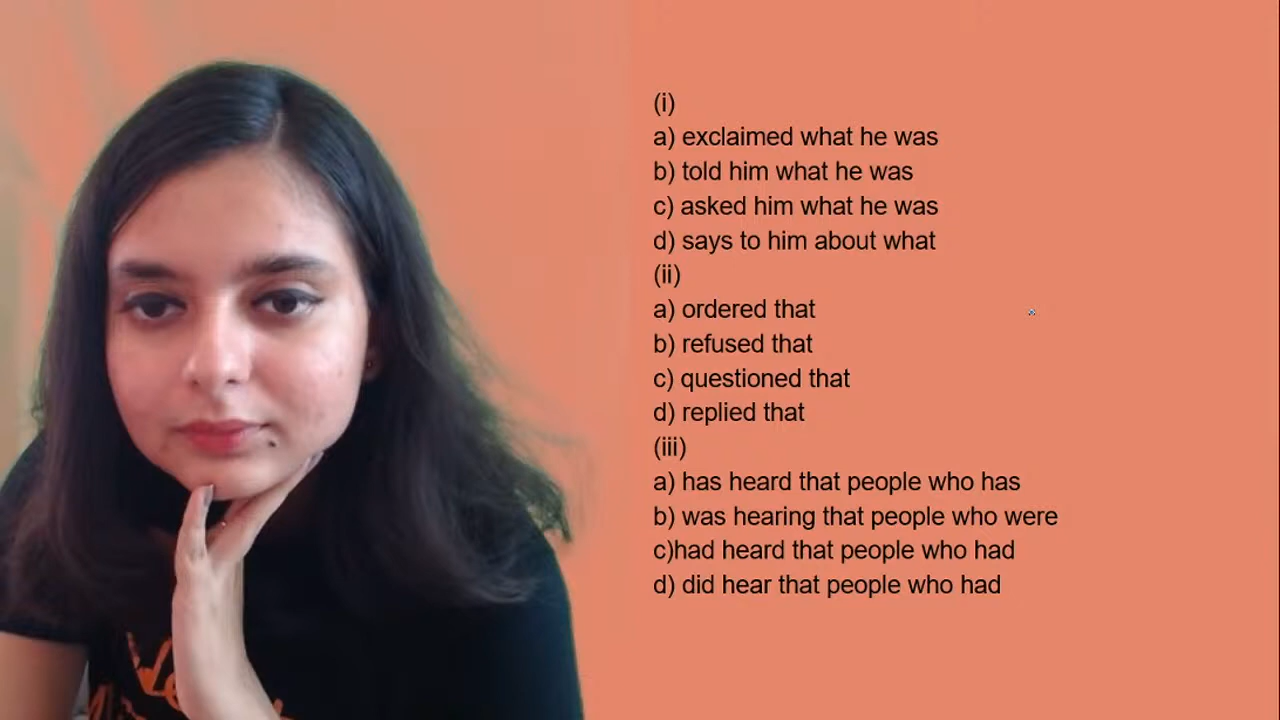 (i)
a) exclaimed what he was
b) told him what he was
c) asked him what he was
d) says to him about what
(ii)
a) ordered that
b) refused that
c) questioned that
d) replied that
(iii)
a) has heard that people who has
b) was hearing that people who were
c)had heard that people who had
d) did hear that people who had